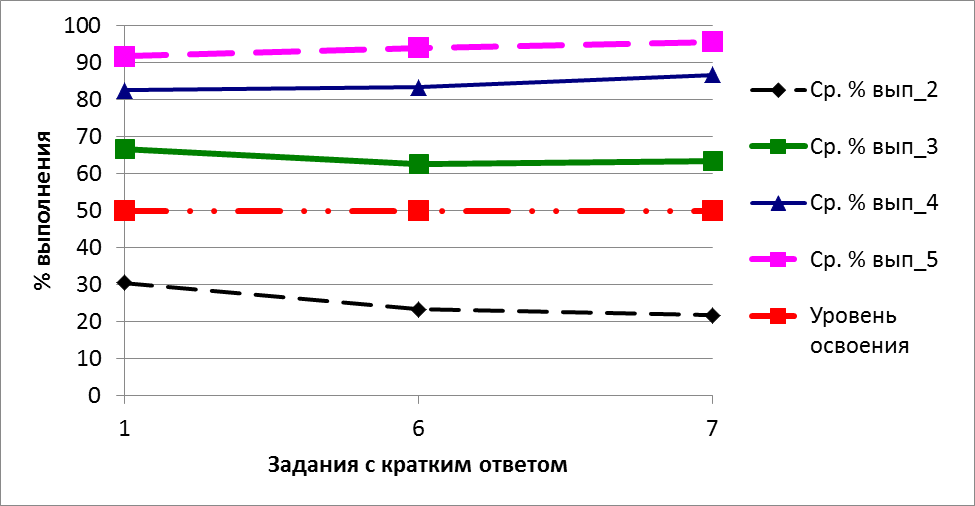 100
90
80
70
60
50
40
30
20
10
0
% выполнения
1 6 7
Задания с кратким ответом
Ср. % вып_2
Ср. % вып_3
Ср. % вып_4
Ср. % вып_5
Уровень
освоения